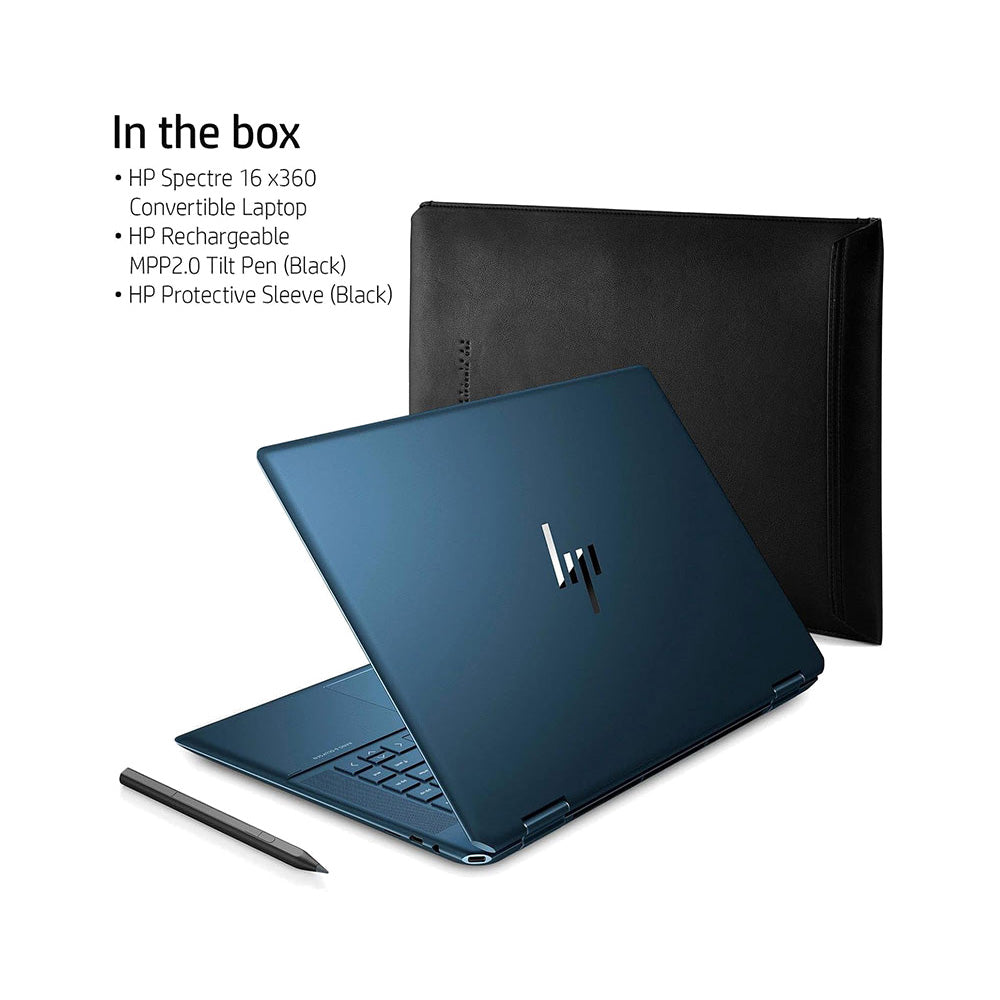 In the box
• HP Spectre 16 x360
Convertible Laptop
• HP Rechargeable
MPP2.0 Tilt Pen (Black)
• HP Protective Sleeve (Black)
hp